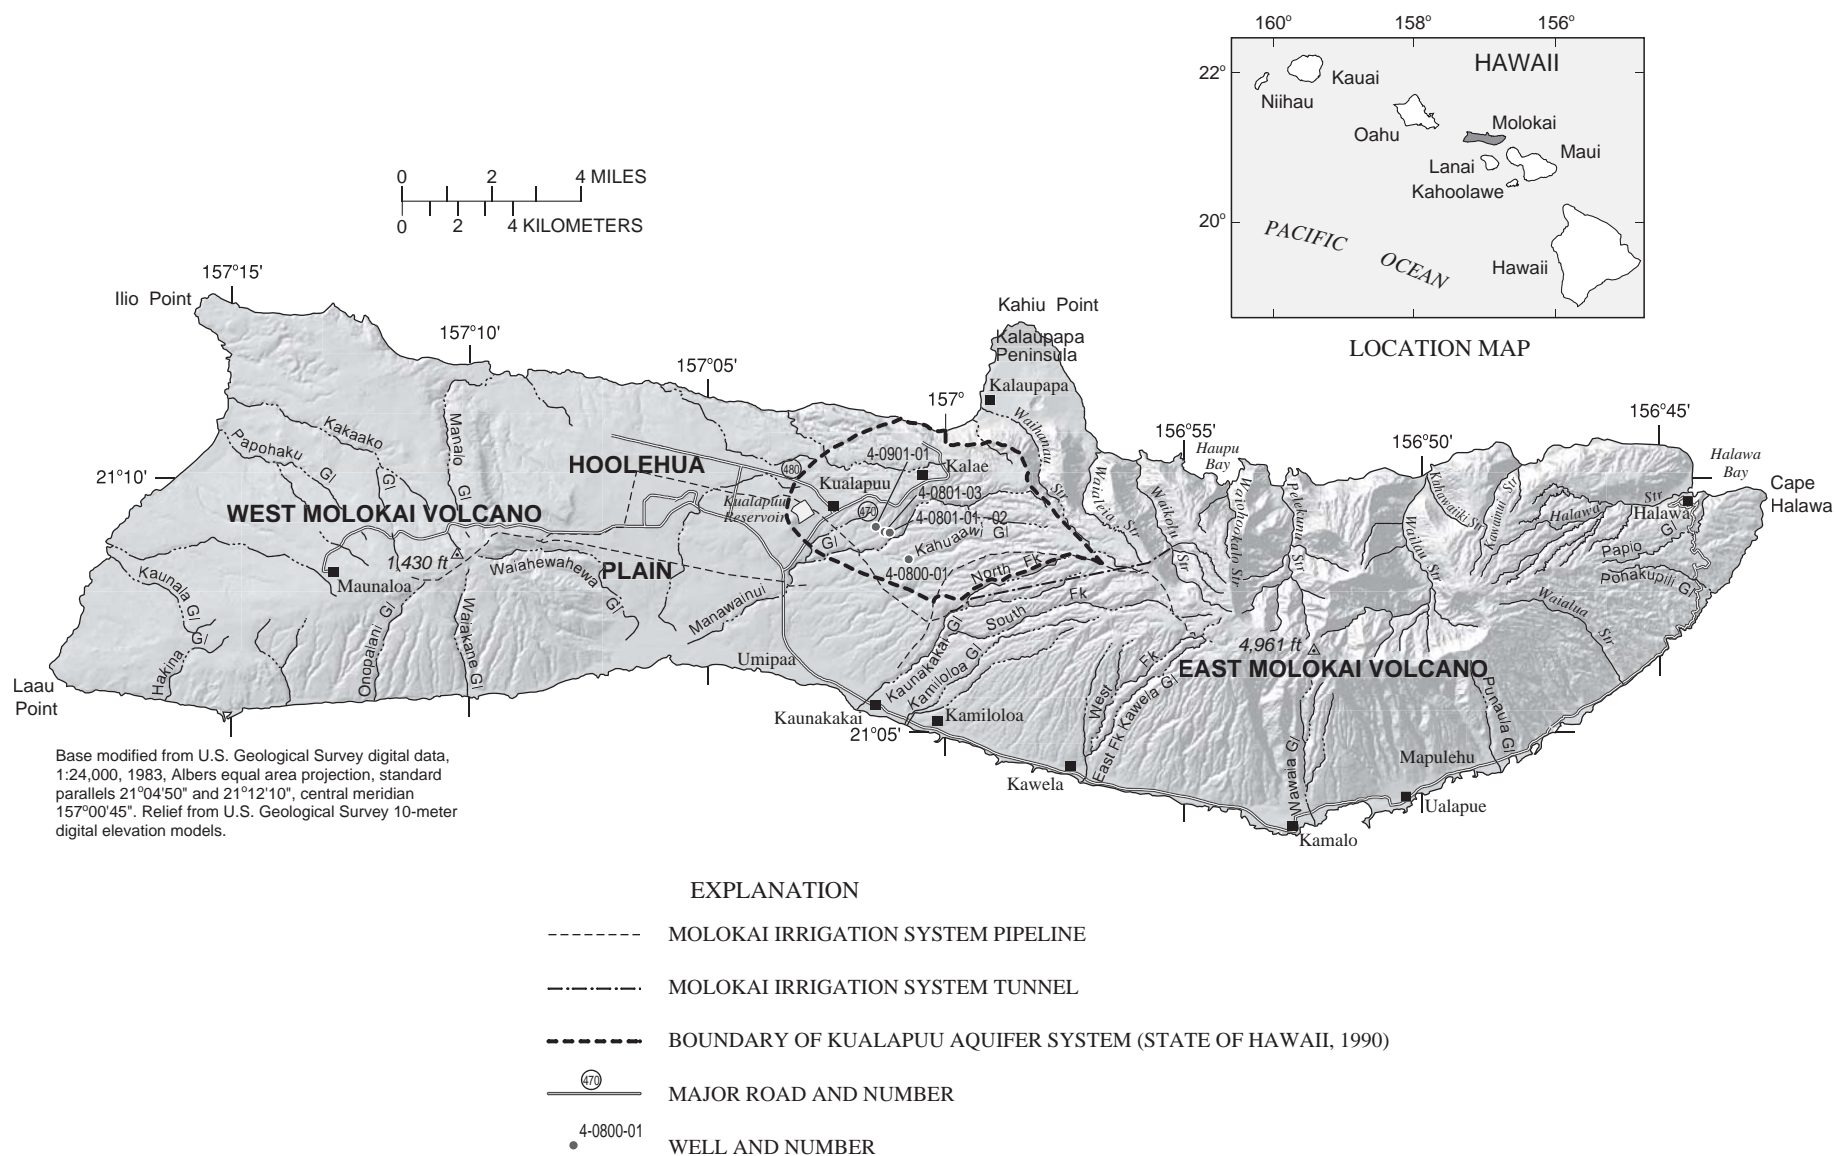 160° 158° 156°
22°
20°
HAWAII
Kauai
Niihau
Oahu
Molokai
Lanai
Maui
Kahoolawe
Hawaii
PACIFIC
OCEAN
LOCATION MAP
0 2 4 MILES
0 2 4 KILOMETERS
157°15'
Ilio Point
157°10'
157°05'
157°
Kahiu Point
Kalaupapa
Peninsula
Kalaupapa
156°55'
Haupu
Bay
156°50'
156°45'
Halawa
Bay
Cape
Halawa
21°10'
Papohaku Gl
Kakaako Gl
Manalo Gl
HOOLEHUA
480
4-0901-01
Kalae
Kualapuu
4-0801-03
Kualapuu
Reservoir
470
4-0801-01, -02
Kahuaawi Gl
Gl
4-0800-01
North Fk
South Fk
Waihanau Str
Waialeia Str
Waikolu Str
Waiohookalo Str
Pelekunu Str
Wailau Str
Kahawaiiki Str
Kawainui Str
Halawa Str
Halawa
Papio Gl
Pohakupili Gl
Waialua Str
WEST MOLOKAI VOLCANO
1,430 ft
Maunaloa
Waiahewahewa Gl
PLAIN
Manawainui
Kaunala Gl
Hakina Gl
Onopalani Gl
Waiakane Gl
Umipaa
Kaunakakai Gl
Kamiloloa Gl
Kaunakakai
Kamiloloa
21°05'
West Fk
East Fk Kawela Gl
Kawela
4,961 ft
EAST MOLOKAI VOLCANO
Wawaia Gl
Punaula Gl
Mapulehu
Ualapue
Kamalo
Laau
Point
Base modified from U.S. Geological Survey digital data,
1:24,000, 1983, Albers equal area projection, standard
parallels 21°04'50" and 21°12'10", central meridian
157°00'45". Relief from U.S. Geological Survey 10-meter
digital elevation models.
EXPLANATION
MOLOKAI IRRIGATION SYSTEM PIPELINE
MOLOKAI IRRIGATION SYSTEM TUNNEL
BOUNDARY OF KUALAPUU AQUIFER SYSTEM (STATE OF HAWAII, 1990)
470
MAJOR ROAD AND NUMBER
4-0800-01
WELL AND NUMBER